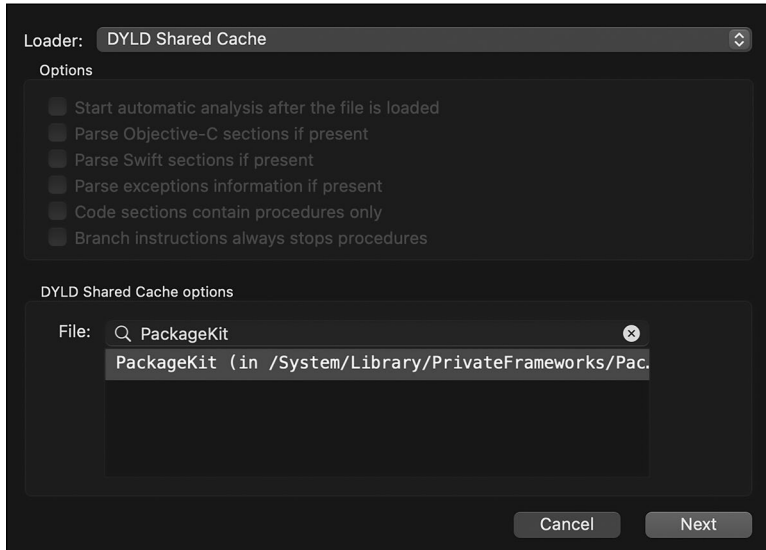 Loader: DYLD Shared Cache
Options
Start automatic analysis after the file is loaded
Parse Objective-C sections if present
Parse Swift sections if present
Parse exceptions information if present
Code sections contain procedures only
Branch instructions always stops procedures
DYLD Shared Cache options
File: PackageKit
PackageKit (in /System/Library/PrivateFrameworks/Pac.
Cancel Next